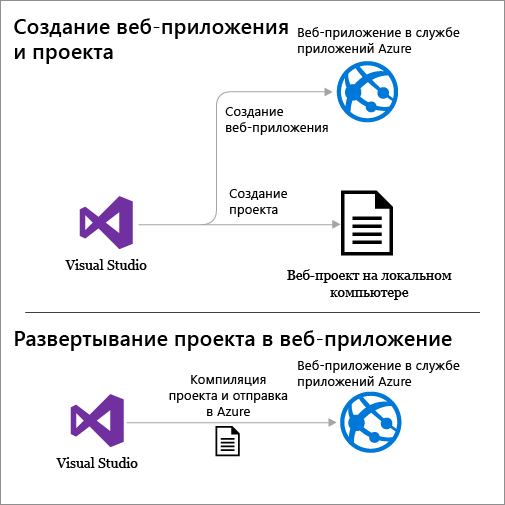 Создание веб-приложения
и проекта
Веб-приложение в службе
приложений Azure
Создание
веб-приложения
Создание
проекта
Visual Studio
Веб-проект на локальном
компьютере
Развертывание проекта в веб-приложение
Компиляция
проекта и отправка
в Azure
Веб-приложение в службе
приложений Azure
Visual Studio